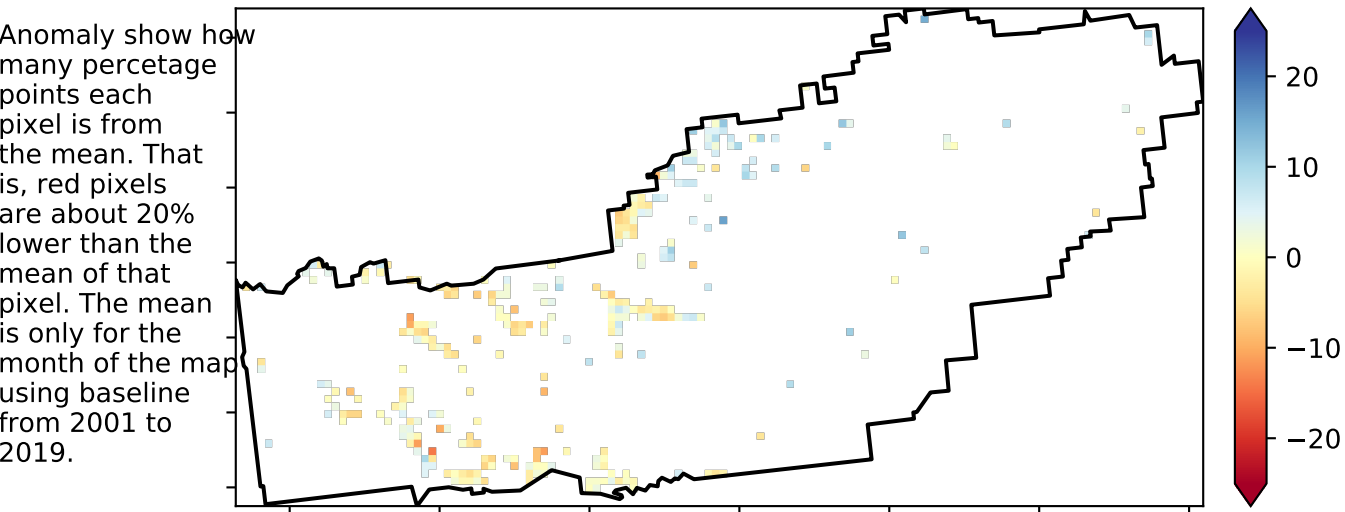 Anomaly show how
many percetage
points each
pixel is from
the mean. That
is, red pixels
are about 20%
lower than the
mean of that
pixel. The mean
is only for the
month of the map
using baseline
from 2001 to
2019.
20
10
0
−10
−20